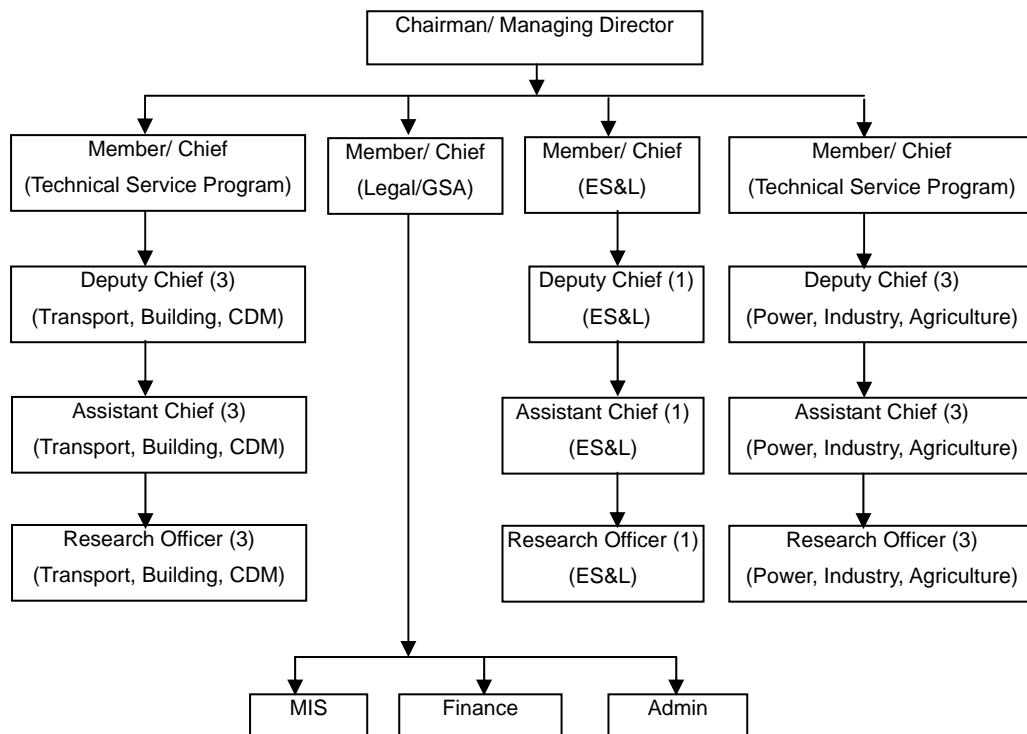 Chairman/ Managing Director
Member/ Chief
(Technical Service Program)
Member/ Chief
(Legal/GSA)
Member/ Chief
(ES&L)
Member/ Chief
(Technical Service Program)
Deputy Chief (3)
(Transport, Building, CDM)
Deputy Chief (1)
(ES&L)
Deputy Chief (3)
(Power, Industry, Agriculture)
Assistant Chief (3)
(Transport, Building, CDM)
Assistant Chief (1)
(ES&L)
Assistant Chief (3)
(Power, Industry, Agriculture)
Research Officer (3)
(Transport, Building, CDM)
Research Officer (1)
(ES&L)
Research Officer (3)
(Power, Industry, Agriculture)
MIS
Finance
Admin